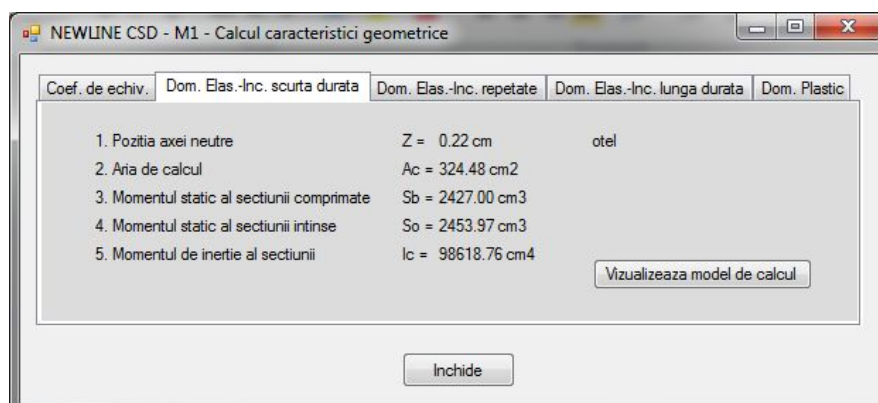 NEWLINE CSD - M1 - Calcul caracteristici geometrice
Coef. de echiv. Dom. Elas.-Inc. scurta durata Dom. Elas.-Inc. repetate Dom. Elas.-Inc. lunga durata Dom. Plastic
1. Pozitia axei neutre Z = 0.22 cm otel
2. Aria de calcul Ac = 324.48 cm2
3. Momentul static al sectiunii comprimate Sb = 2427.00 cm3
4. Momentul static al sectiunii intinse So = 2453.97 cm3
5. Momentul de inertie al sectiunii Ic = 98618.76 cm4
Vizualizeaza model de calcul
Inchide